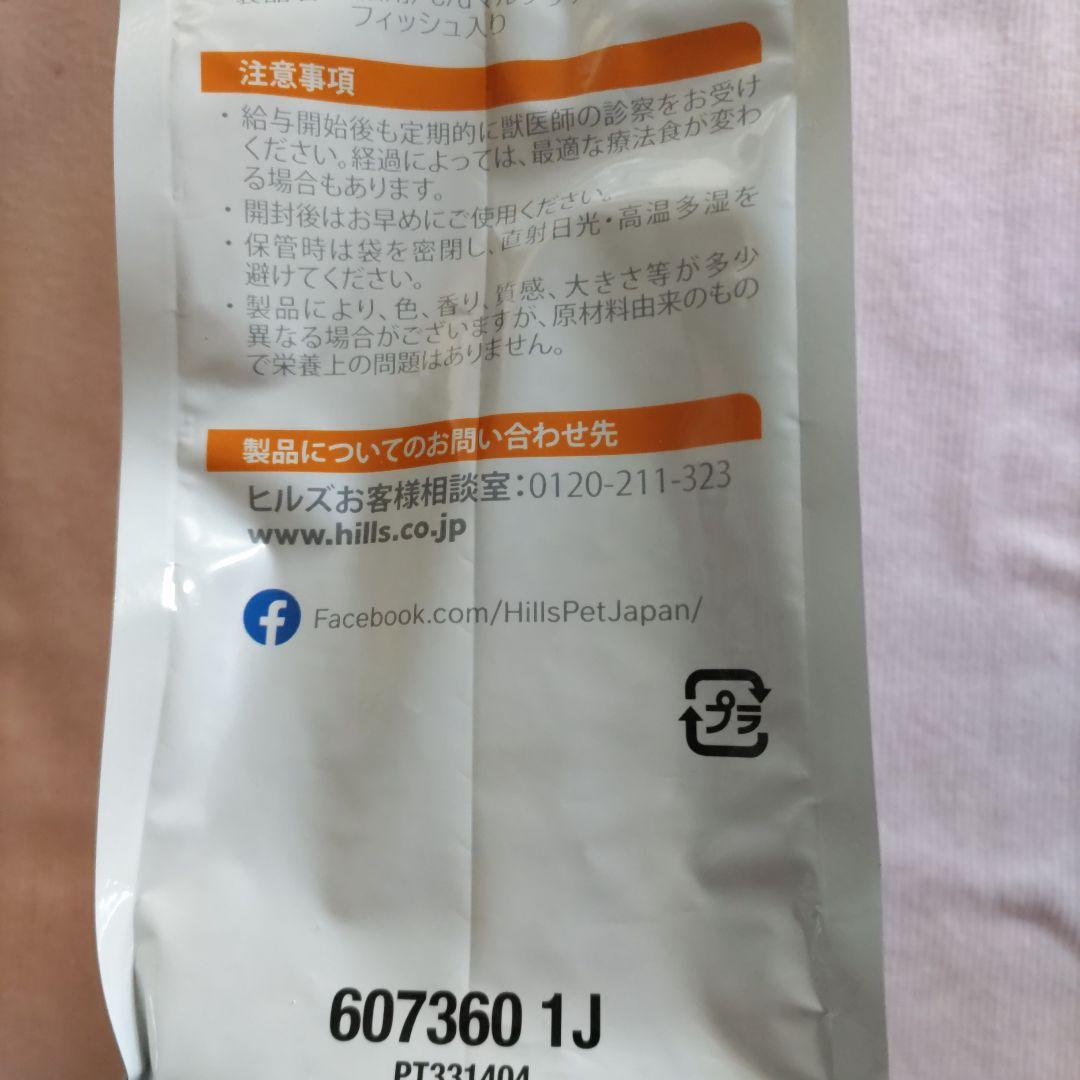 フィッシュ入り
注意事項
・給与開始後も定期的に獣医師の診察をお受け
ください。経過によっては、最適な療法食が変わ
る場合もあります。
・開封後はお早めにご使用ください。
・保管時は袋を密閉し、直射日光・高温多湿を
避けてください。
・製品により、色、香り、質感、大きさ等が多少
異なる場合がございますが、原材料由来のもの
で栄養上の問題はありません。
製品についてのお問い合わせ先
ヒルズお客様相談室：0120-211-323
www.hills.co.jp
Facebook.com/HillsPetJapan/
プラ
607360 1J
PT331404